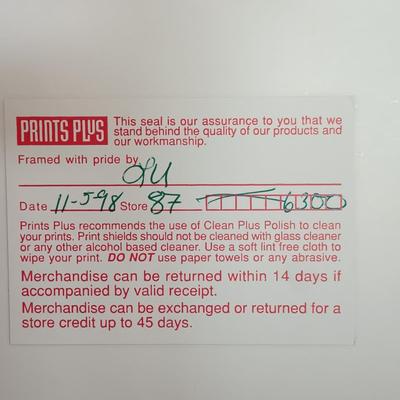 PRINTS PLUS
This seal is our assurance to you that we
stand behind the quality of our products and
our workmanship.
Framed with pride by
Date 11-5-98 Store 87 6300
Prints Plus recommends the use of Clean Plus Polish to clean
your prints. Print shields should not be cleaned with glass cleaner
or any other alcohol based cleaner. Use a soft lint free cloth to
wipe your print. DO NOT use paper towels or any abrasive.
Merchandise can be returned within 14 days if
accompanied by valid receipt.
Merchandise can be exchanged or returned for a
store credit up to 45 days.